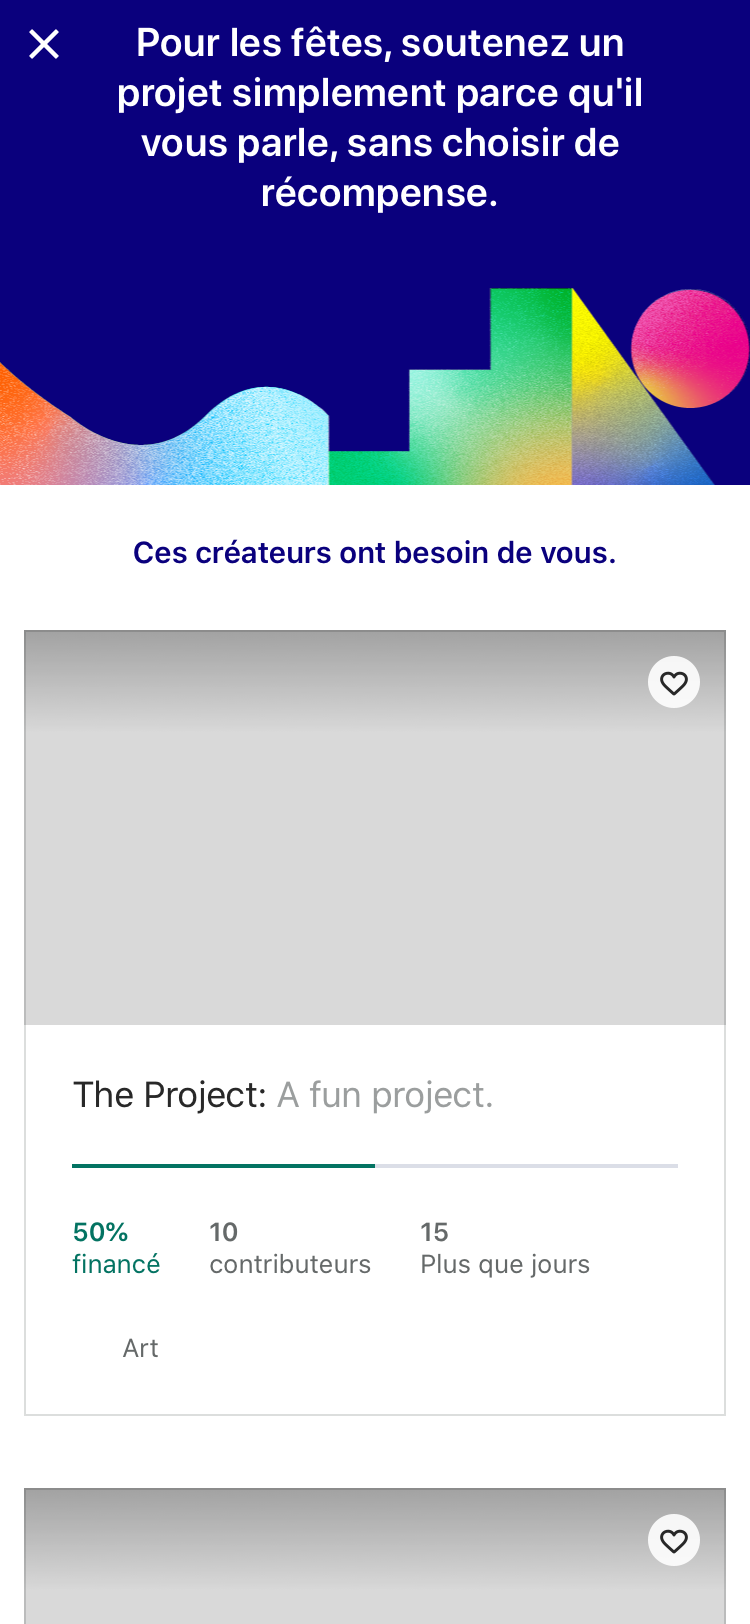 Pour les fêtes, soutenez un
projet simplement parce qu'il
vous parle, sans choisir de
récompense.
Ces créateurs ont besoin de vous.
The Project: A fun project.
50% 10 15
financé contributeurs Plus que jours
Art